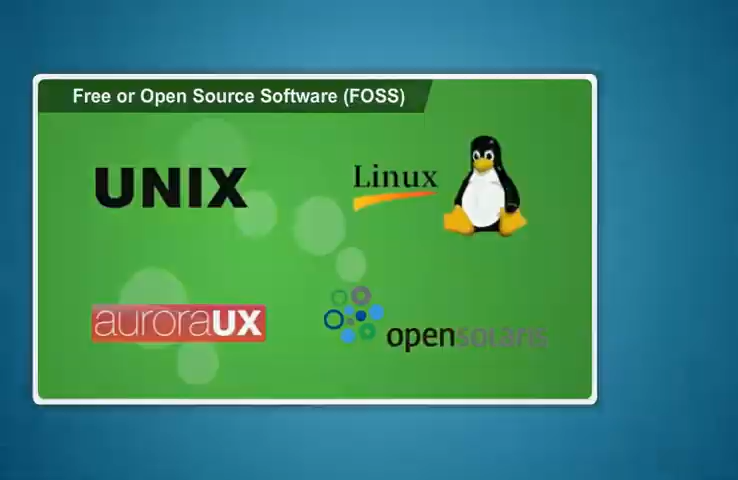 Free or Open Source Software (FOSS)
UNIX
Linux
auroraUX
opensolaris